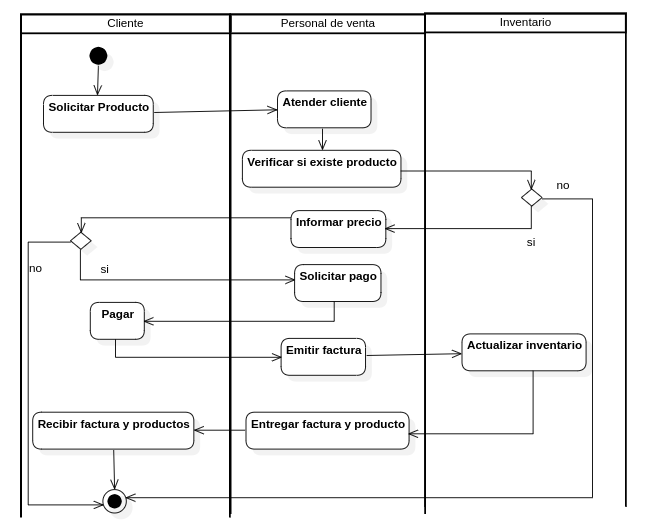 Cliente
Personal de venta
Inventario
Solicitar Producto
Atender cliente
Verificar si existe producto
no
Informar precio
si
no
si
Solicitar pago
Pagar
Emitir factura
Actualizar inventario
Recibir factura y productos
Entregar factura y producto